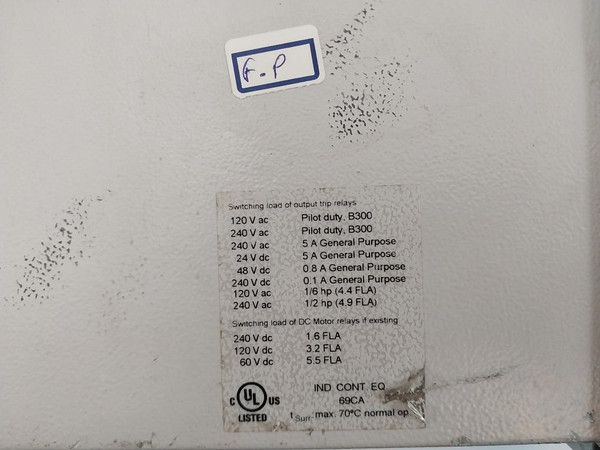 F.P
Switching load of output trip relays
120 V ac Pilot duty, B300
240 V ac Pilot duty, B300
240 V ac 5 A General Purpose
24 V dc 5 A General Purpose
48 V dc 0.8 A General Purpose
240 V dc 0.1 A General Purpose
120 V ac 1/6 hp (4.4 FLA)
240 V ac 1/2 hp (4.9 FLA)
Switching load of DC Motor relays if existing
240 V dc 1.6 FLA
120 V dc 3.2 FLA
60 V dc 5.5 FLA
C UL US
LISTED
IND. CONT. EQ
69CA
t Surr. max. 70°C normal op